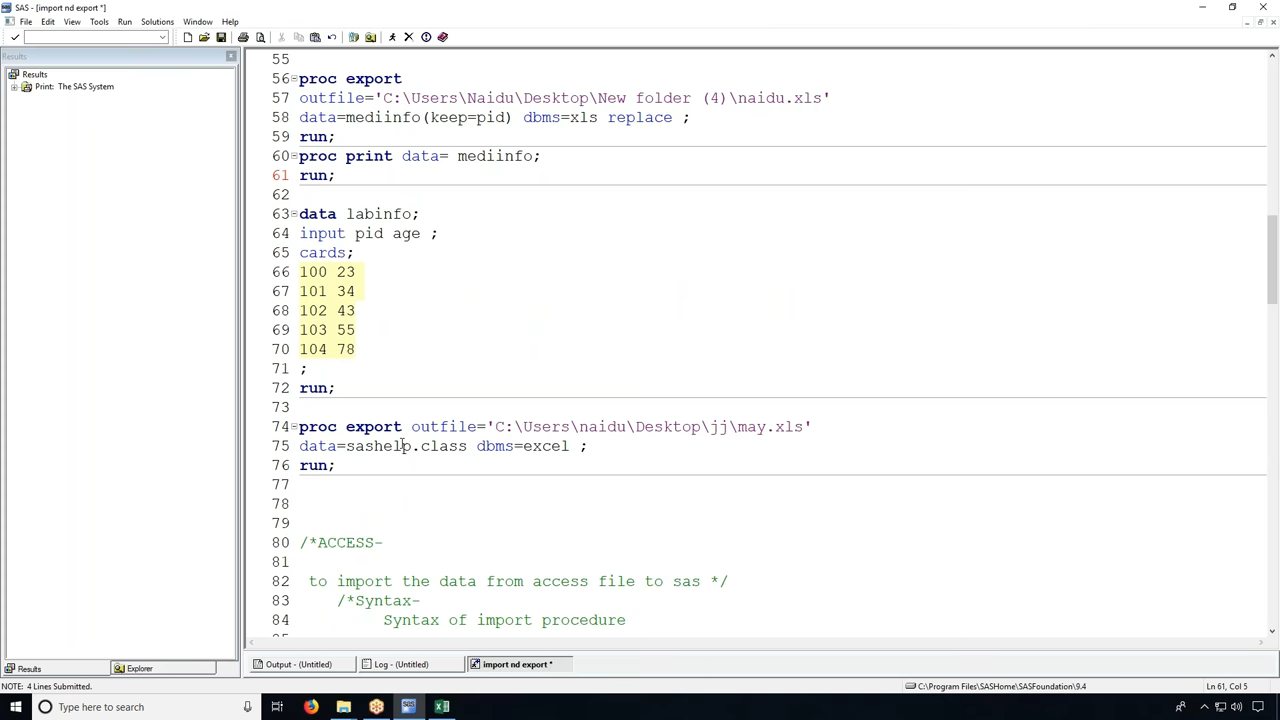 SAS - [import nd export *]
File Edit View Tools Run Solutions Window Help
Results
Results
Print: The SAS System
55
56 proc export
57 outfile='C:\Users\Naidu\Desktop\New folder (4)\naidu.xls'
58 data=mediinfo(keep=pid) dbms=xls replace ;
59 run;
60 proc print data= mediinfo;
61 run;
62
63 data labinfo;
64 input pid age ;
65 cards;
66 100 23
67 101 34
68 102 43
69 103 55
70 104 78
71 ;
72 run;
73
74 proc export outfile='C:\Users\naidu\Desktop\jj\may.xls'
75 data=sashelp.class dbms=excel ;
76 run;
77
78
79
80 /*ACCESS-
81
82 to import the data from access file to sas */
83 /*Syntax-
84 Syntax of import procedure
Results Explorer Output - (Untitled) Log - (Untitled) import nd export *
NOTE: 4 Lines Submitted. C:\Program Files\SASHome\SASFoundation\9.4 Ln 61, Col 5
Type here to search